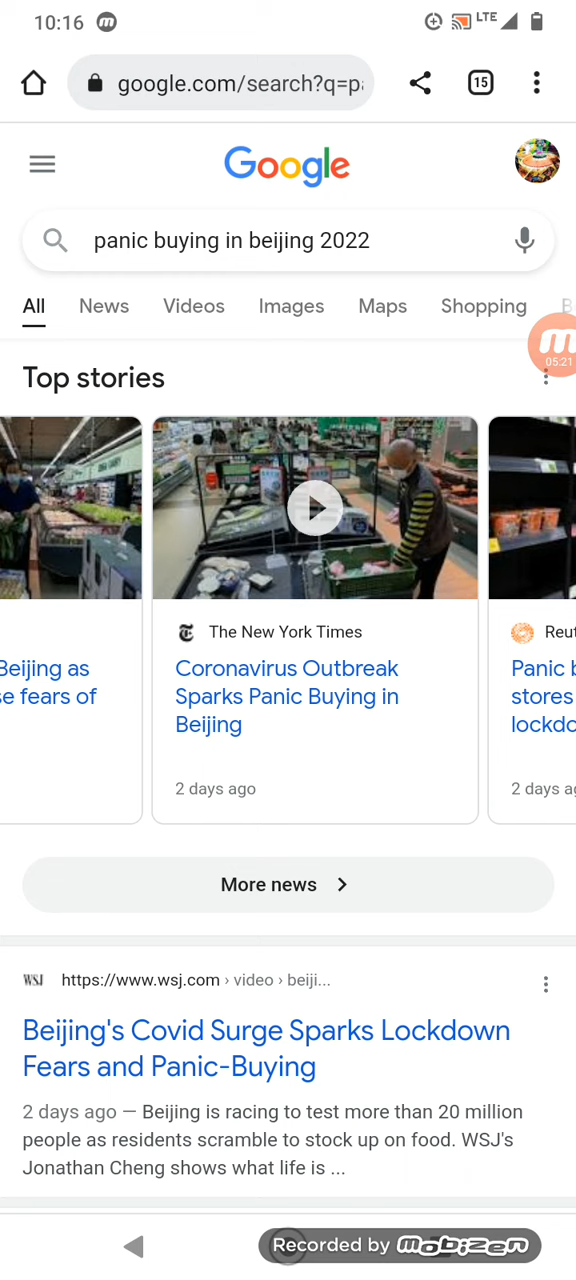 10:16
LTE
google.com/search?q=pa
15
Google
panic buying in beijing 2022
All News Videos Images Maps Shopping B
05:21
Top stories
The New York Times
Reut
Beijing as
se fears of
Coronavirus Outbreak
Sparks Panic Buying in
Beijing
Panic b
stores
lockdo
2 days ago
2 days ag
More news
WSJ
https://www.wsj.com › video › beiji...
Beijing's Covid Surge Sparks Lockdown
Fears and Panic-Buying
2 days ago — Beijing is racing to test more than 20 million
people as residents scramble to stock up on food. WSJ's
Jonathan Cheng shows what life is ...
Recorded by mobizen